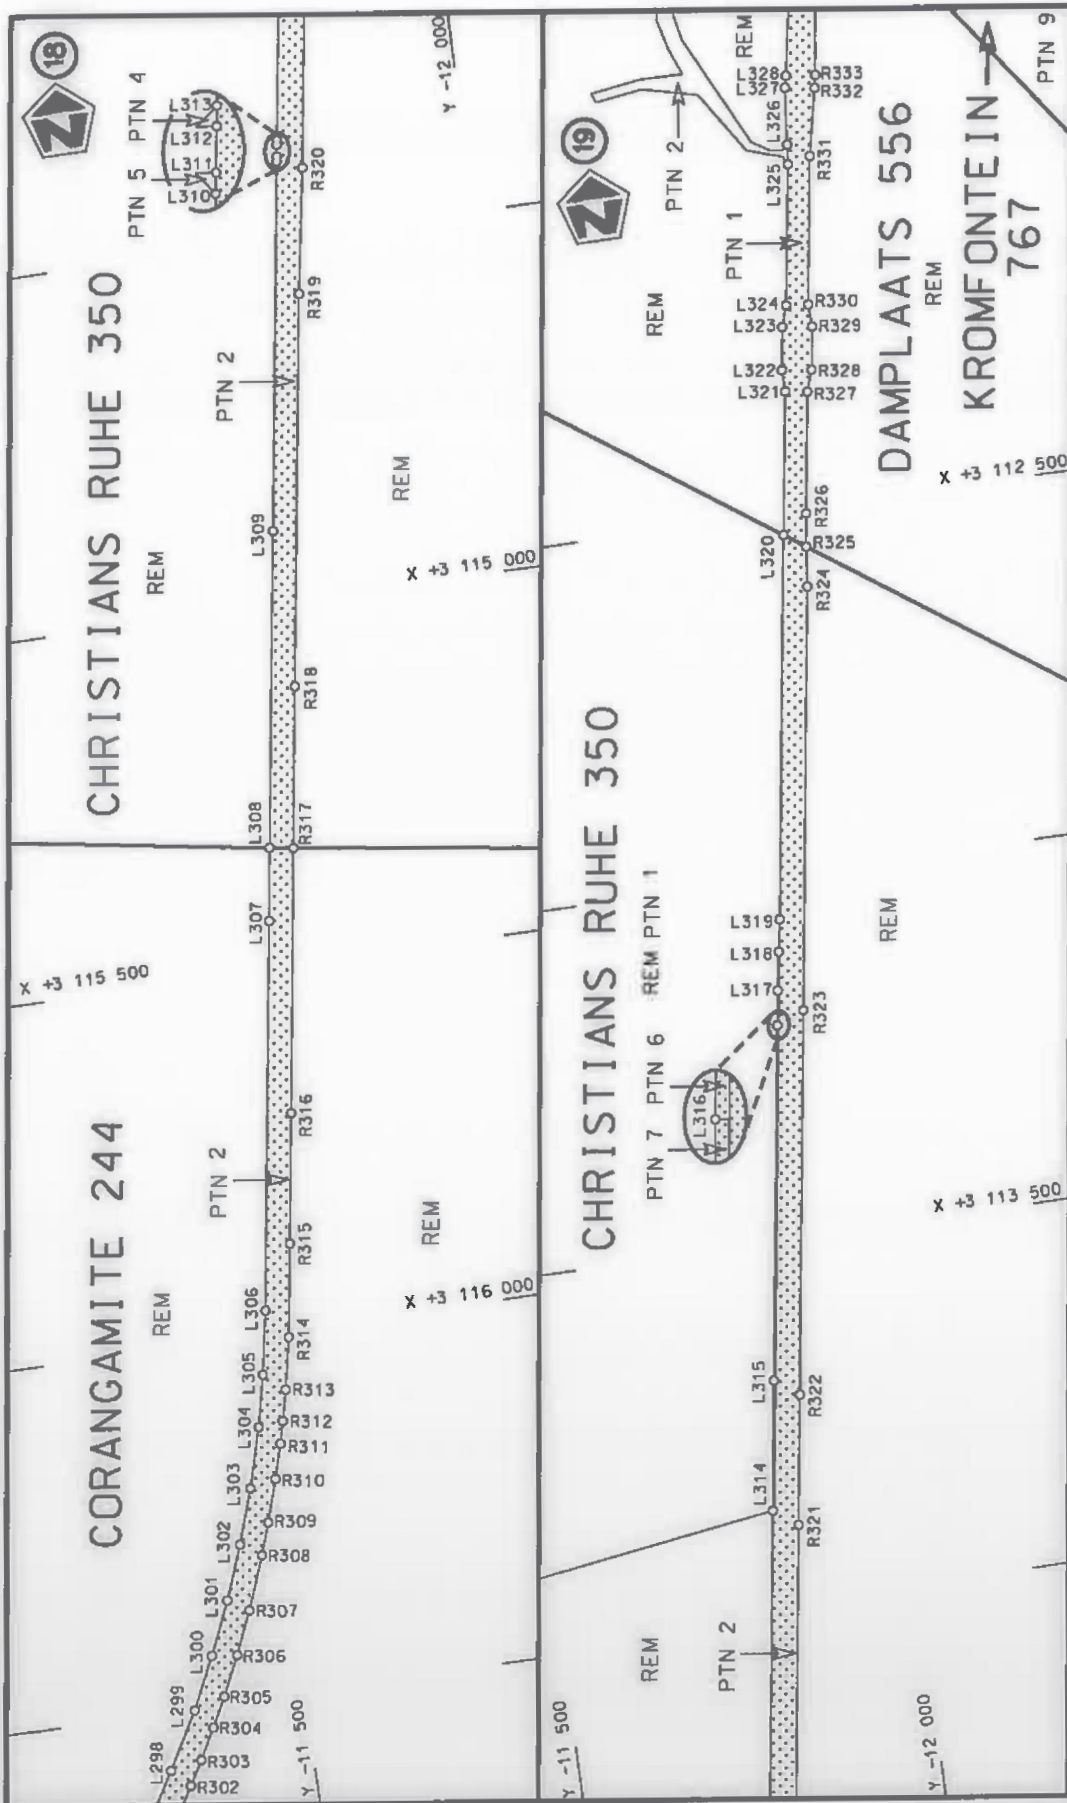 18
N
CORANGAMITE 244
CHRISTIANS RUHE 350
PTN 5
PTN 4
L310
L311
L312
L313
X +3 115 500
REM
REM
PTN 2
PTN 2
L298
L299
L300
L301
L302
L303
L304
L305
L306
L307
L308
L309
R302
R303
R304
R305
R306
R307
R308
R309
R310
R311
R312
R313
R314
R315
R316
R317
R318
R319
R320
REM
REM
X +3 116 000
X +3 115 000
Y -11 500
Y -12 000
19
N
CHRISTIANS RUHE 350
PTN 7
PTN 6
REM PTN 1
L316
REM
REM
REM
PTN 2
PTN 1
PTN 2
L314
L315
L317
L318
L319
L320
L321
L322
L323
L324
L325
L326
L327
L328
R321
R322
R323
R324
R325
R326
R327
R328
R329
R330
R331
R332
R333
REM
DAMPLAATS 556
REM
KROMFONTEIN
767
PTN 9
X +3 113 500
X +3 112 500
Y -11 500
Y -12 000